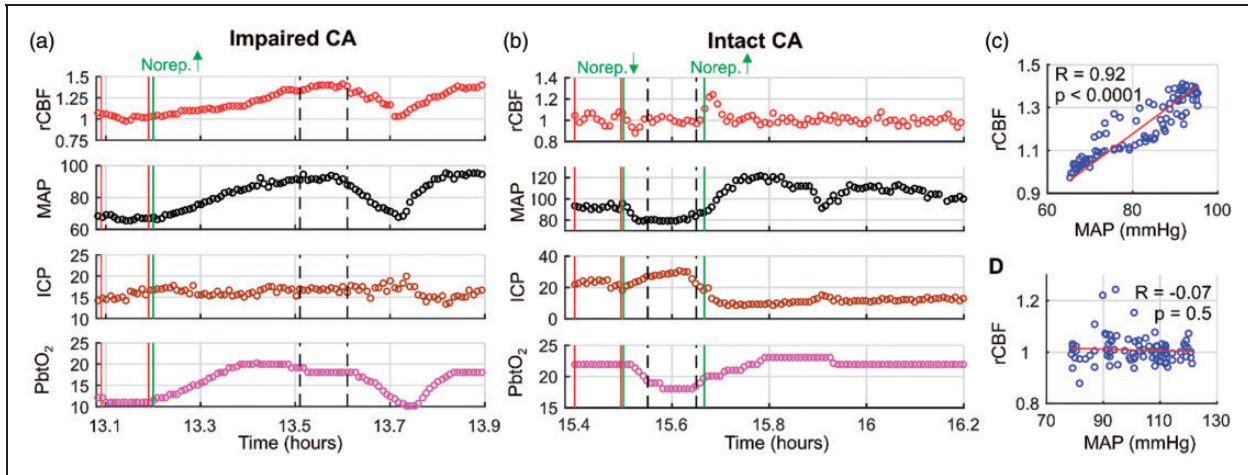 (a) Impaired CA
Norep.↑
rCBF
1.5
1.25
1
0.75
MAP
100
80
60
ICP
25
20
15
10
PbtO2
20
15
10
13.1 13.3 13.5 13.7 13.9
Time (hours)
(b) Intact CA
Norep.↓ Norep.↑
rCBF
1.4
1.2
1
0.8
MAP
120
100
80
60
ICP
40
20
0
PbtO2
25
20
15
15.4 15.6 15.8 16 16.2
Time (hours)
(c)
R = 0.92
p < 0.0001
rCBF
1.5
1.3
1.1
0.9
60 80 100
MAP (mmHg)
D
R = -0.07
p = 0.5
rCBF
1.2
1
0.8
70 90 110 130
MAP (mmHg)